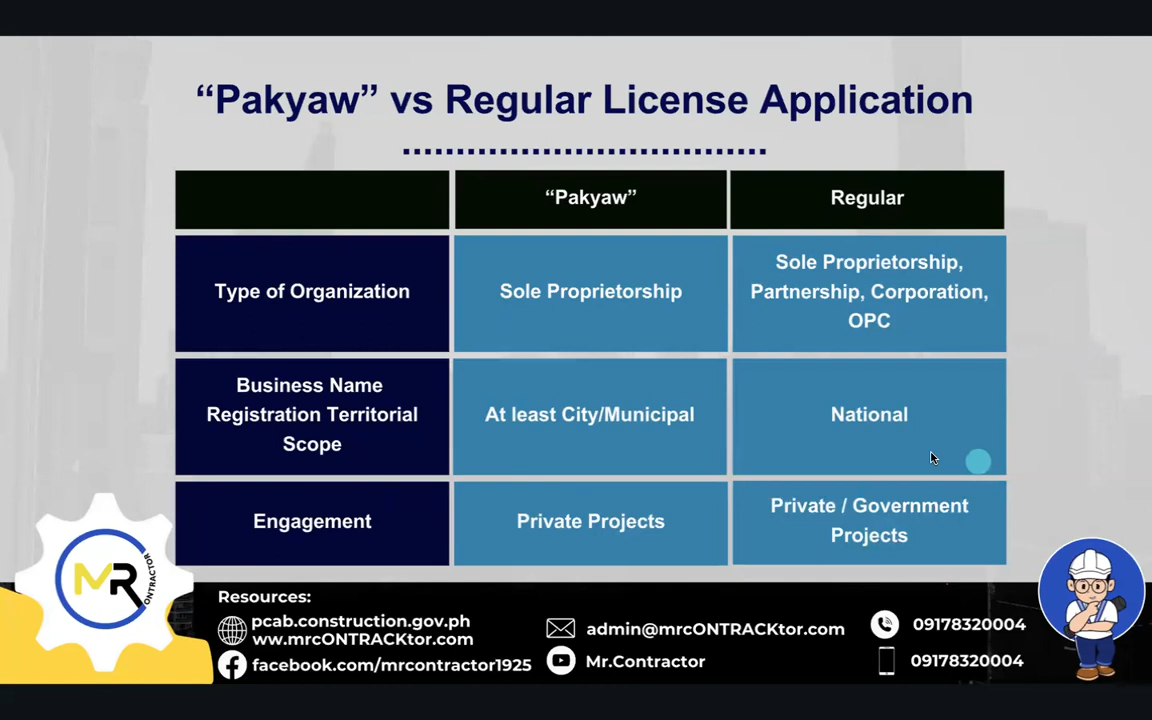 “Pakyaw” vs Regular License Application
“Pakyaw”
Regular
Type of Organization
Sole Proprietorship
Sole Proprietorship,
Partnership, Corporation,
OPC
Business Name
Registration Territorial
Scope
At least City/Municipal
National
Engagement
Private Projects
Private / Government
Projects
MR
CONTRACTOR
Resources:
pcab.construction.gov.ph
ww.mrcONTRACKtor.com
facebook.com/mrcontractor1925
admin@mrcONTRACKtor.com
Mr.Contractor
09178320004
09178320004